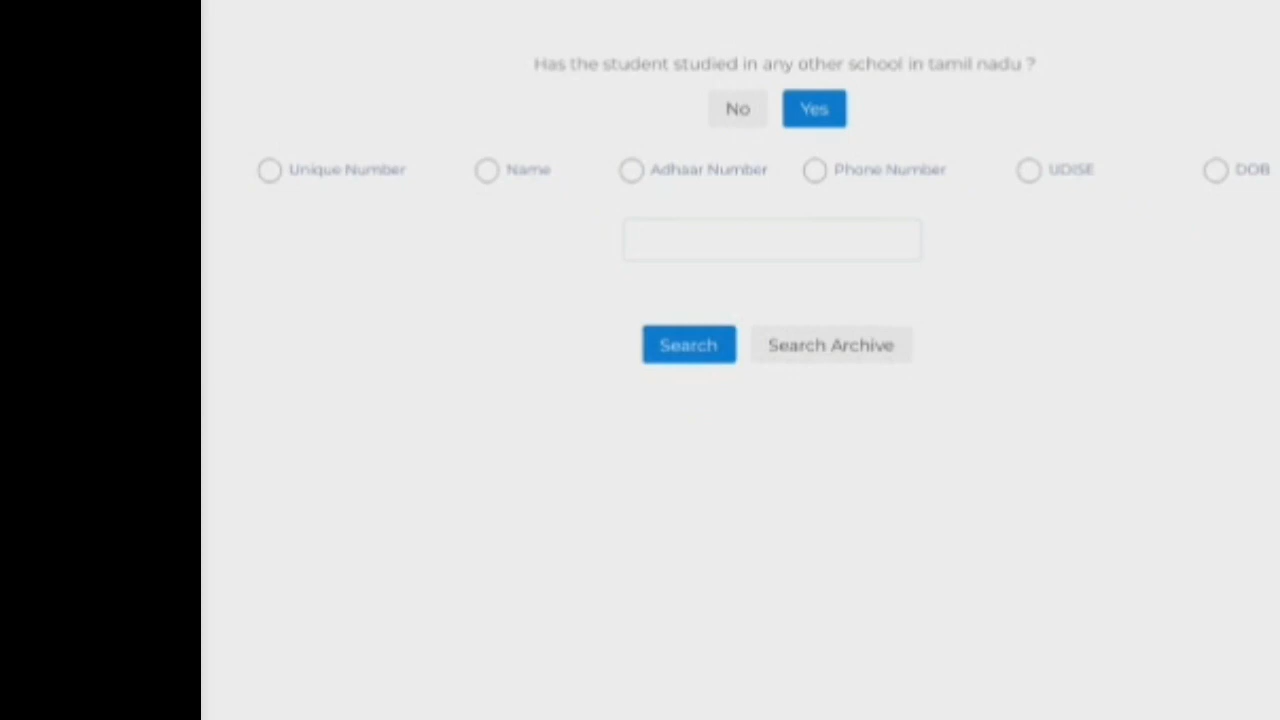 Has the student studied in any other school in tamil nadu ?
No Yes
Unique Number Name Adhaar Number Phone Number UDISE DOB
Search Search Archive